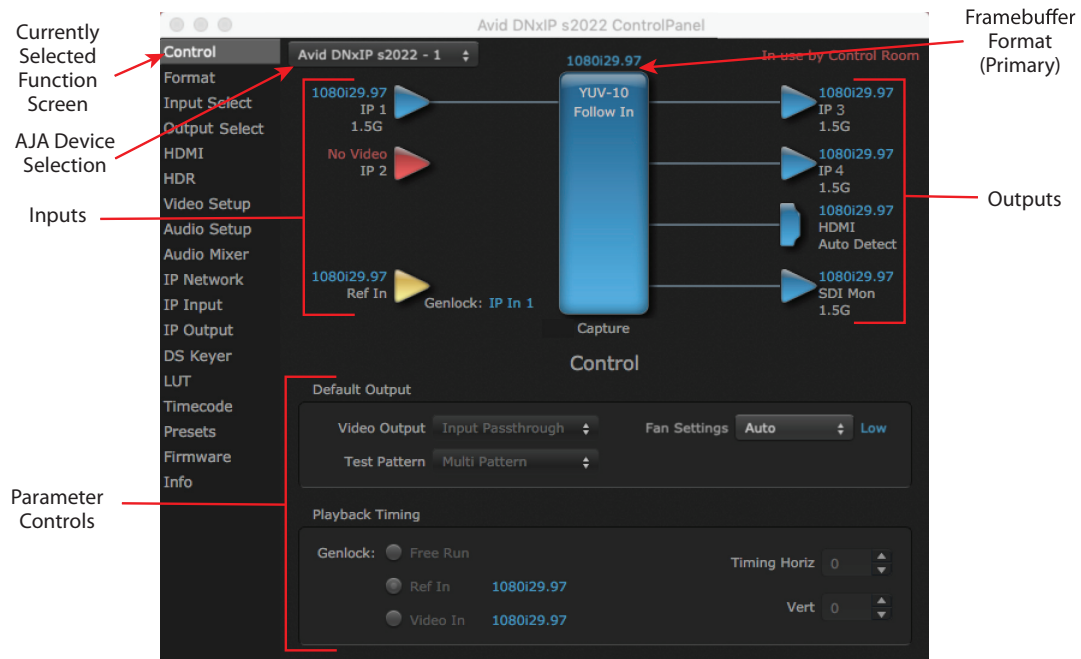 Avid DNxIP s2022 ControlPanel
Currently
Selected
Function
Screen
AJA Device
Selection
Inputs
Parameter
Controls
Framebuffer
Format
(Primary)
Outputs
Control
Format
Input Select
Output Select
HDMI
HDR
Video Setup
Audio Setup
Audio Mixer
IP Network
IP Input
IP Output
DS Keyer
LUT
Timecode
Presets
Firmware
Info
Avid DNxIP s2022 - 1
1080i29.97
In use by Control Room
1080i29.97
IP 1
1.5G
No Video
IP 2
1080i29.97
Ref In
Genlock: IP In 1
YUV-10
Follow In
Capture
1080i29.97
IP 3
1.5G
1080i29.97
IP 4
1.5G
1080i29.97
HDMI
Auto Detect
1080i29.97
SDI Mon
1.5G
Control
Default Output
Video Output Input Passthrough Fan Settings Auto Low
Test Pattern Multi Pattern
Playback Timing
Genlock: Free Run
Ref In 1080i29.97
Video In 1080i29.97
Timing Horiz 0
Vert 0